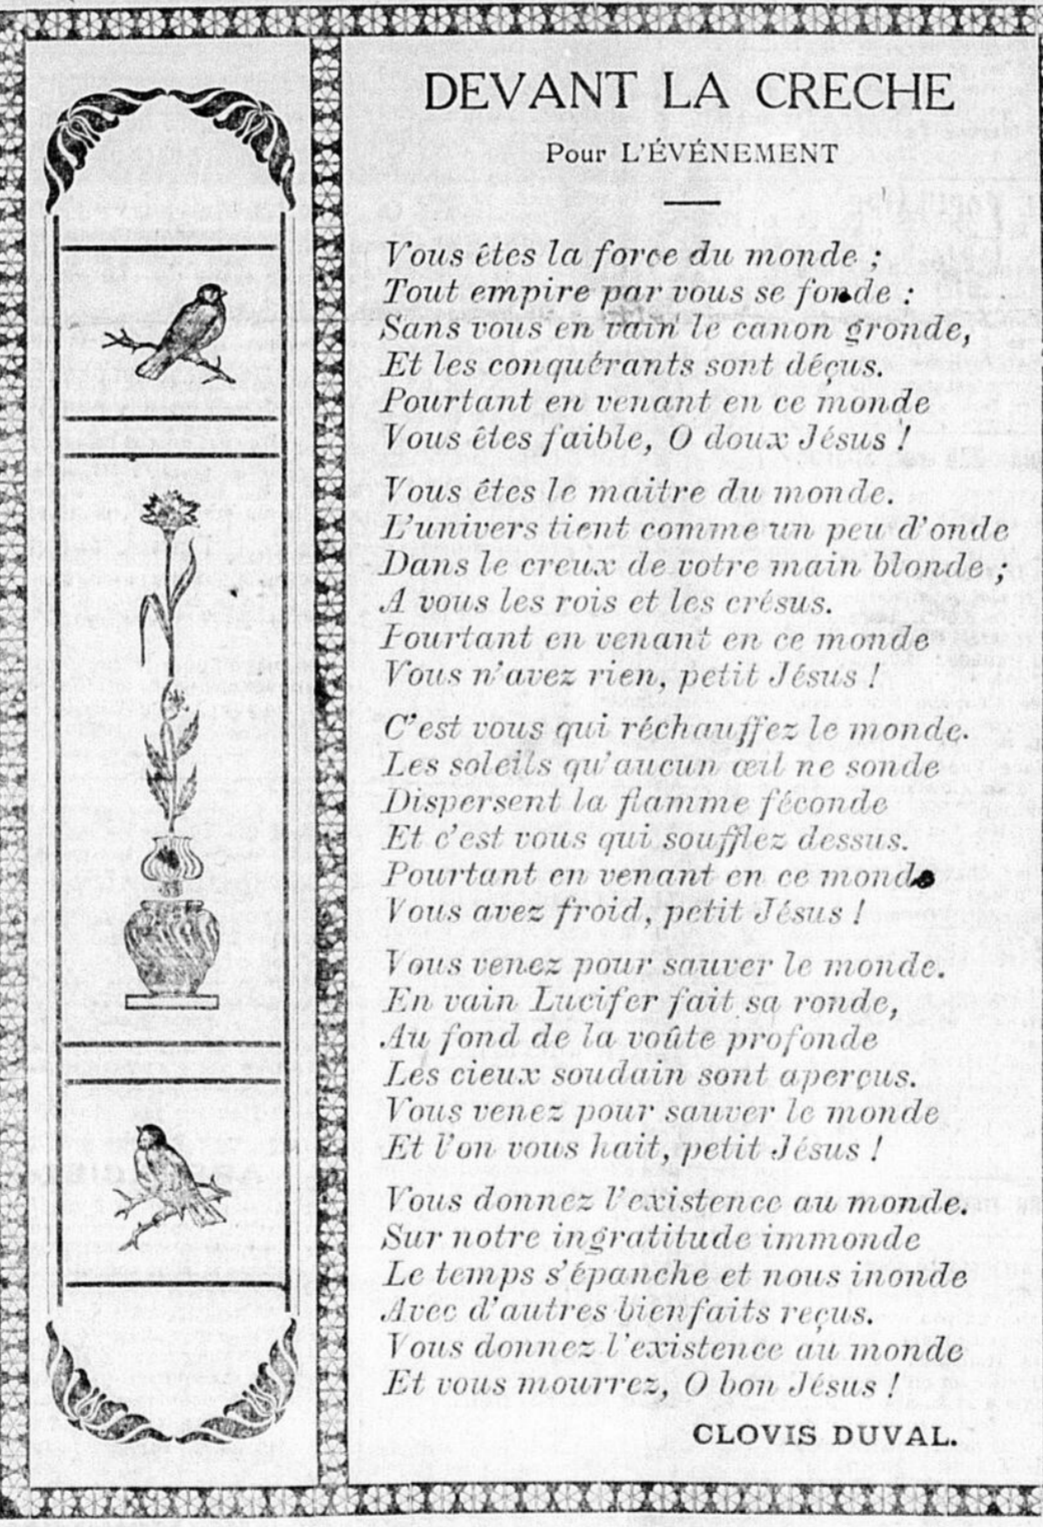 DEVANT LA CRECHE
Pour L'ÉVÉNEMENT
Vous êtes la force du monde ;
Tout empire par vous se fonde :
Sans vous en vain le canon gronde,
Et les conquérants sont déçus.
Pourtant en venant en ce monde
Vous êtes faible, O doux Jésus !
Vous êtes le maitre du monde.
L'univers tient comme un peu d'onde
Dans le creux de votre main blonde ;
A vous les rois et les crésus.
Pourtant en venant en ce monde
Vous n'avez rien, petit Jésus !
C'est vous qui réchauffez le monde.
Les soleils qu'aucun œil ne sonde
Dispersent la flamme féconde
Et c'est vous qui soufflez dessus.
Pourtant en venant en ce monde
Vous avez froid, petit Jésus !
Vous venez pour sauver le monde.
En vain Lucifer fait sa ronde,
Au fond de la voûte profonde
Les cieux soudain sont aperçus.
Vous venez pour sauver le monde
Et l'on vous hait, petit Jésus !
Vous donnez l'existence au monde.
Sur notre ingratitude immonde
Le temps s'épanche et nous inonde
Avec d'autres bienfaits reçus.
Vous donnez l'existence au monde
Et vous mourrez, O bon Jésus !
CLOVIS DUVAL.